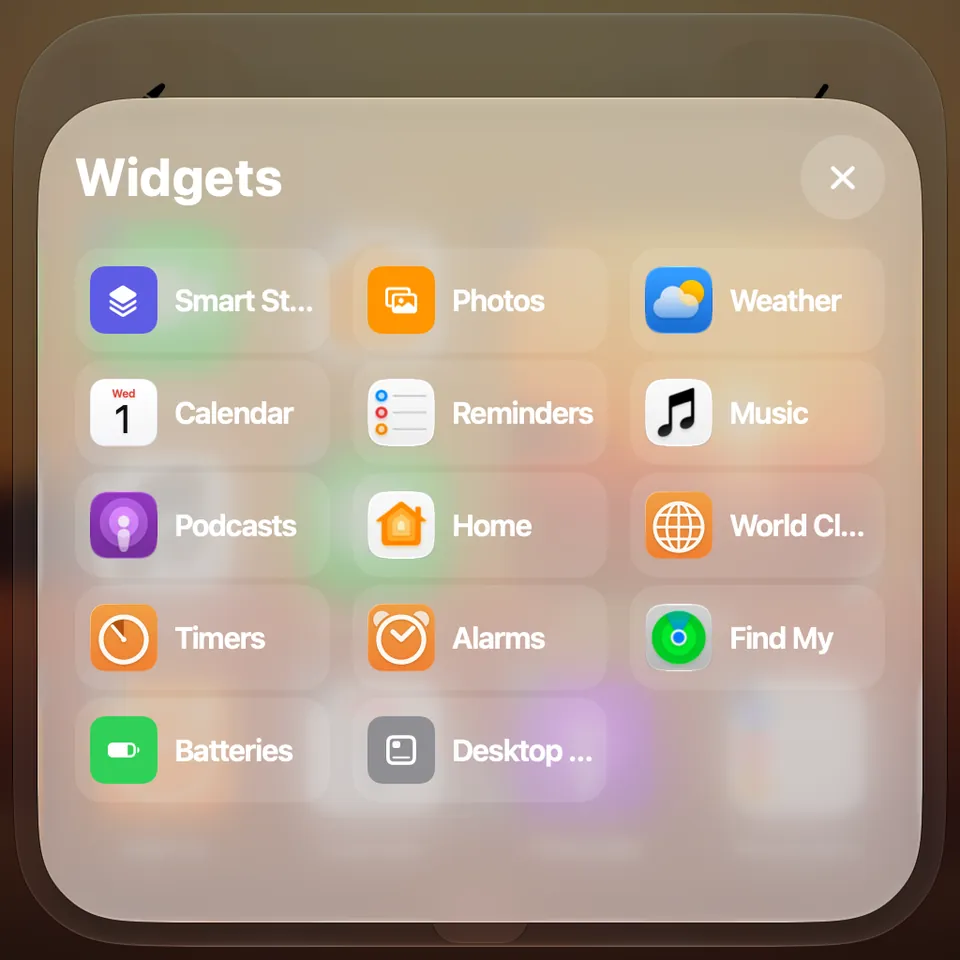 Widgets
Smart St...
Photos
Weather
Wed
1
Calendar
Reminders
Music
Podcasts
Home
World Cl...
Timers
Alarms
Find My
Batteries
Desktop ...